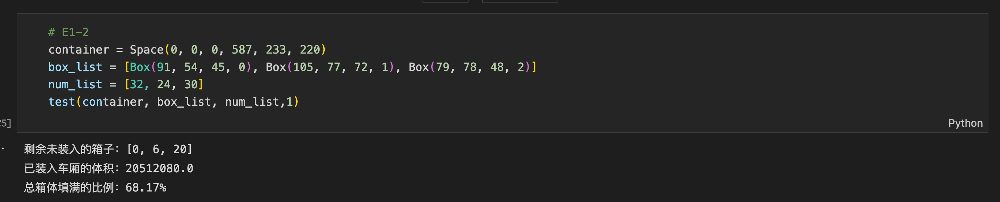 # E1-2
container = Space(0, 0, 0, 587, 233, 220)
box_list = [Box(91, 54, 45, 0), Box(105, 77, 72, 1), Box(79, 78, 48, 2)]
num_list = [32, 24, 30]
test(container, box_list, num_list,1)
25]
Python
剩余未装入的箱子：[0, 6, 20]
已装入车厢的体积：20512080.0
总箱体填满的比例：68.17%